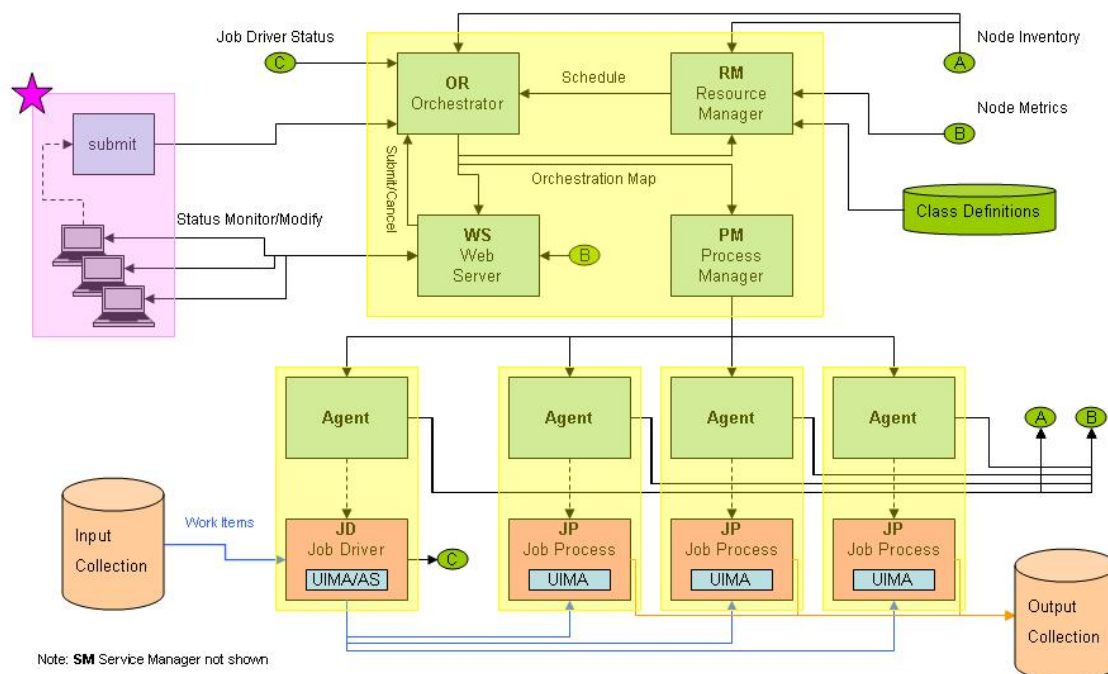 Job Driver Status
C
OR
Orchestrator
Schedule
RM
Resource
Manager
Node Inventory
A
Node Metrics
B
submit
Submit/Cancel
Orchestration Map
Class Definitions
Status Monitor/Modify
WS
Web
Server
B
PM
Process
Manager
Agent
Agent
Agent
Agent
A
B
Input
Collection
Work Items
JD
Job Driver
UIMA/AS
C
JP
Job Process
UIMA
JP
Job Process
UIMA
JP
Job Process
UIMA
Output
Collection
Note: SM Service Manager not shown